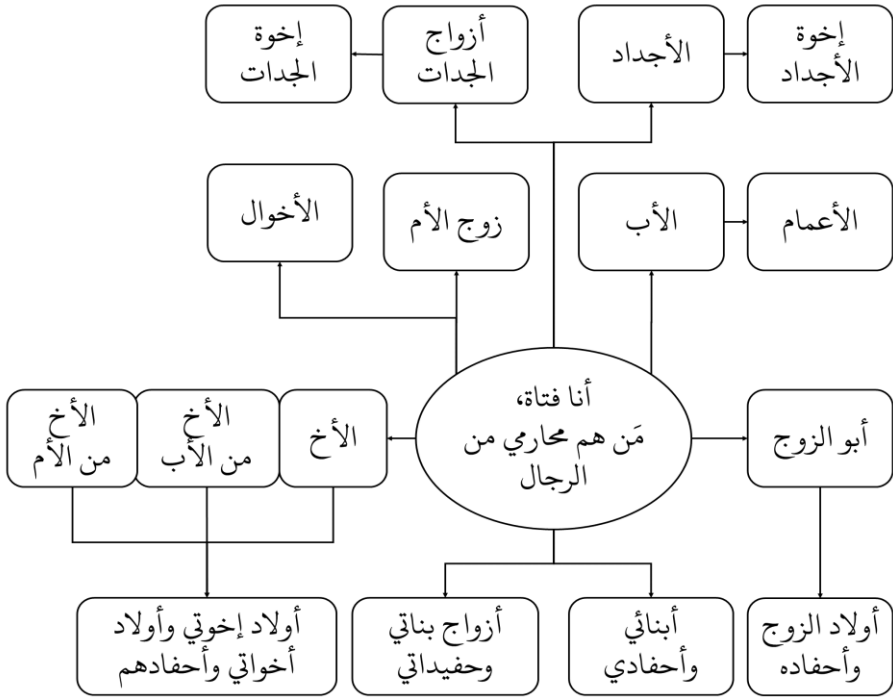 إخوة
الأجداد
الأجداد
أزواج
الجدات
إخوة
الجدات
الأعمام
الأب
زوج الأم
الأخوال
أنا فتاة،
مَن هم محارمي من
الرجال
أبو الزوج
الأخ
الأخ
من الأب
الأخ
من الأم
أولاد الزوج
وأحفاده
أبنائي
وأحفادي
أزواج بناتي
وحفيداتي
أولاد إخوتي وأولاد
أخواتي وأحفادهم